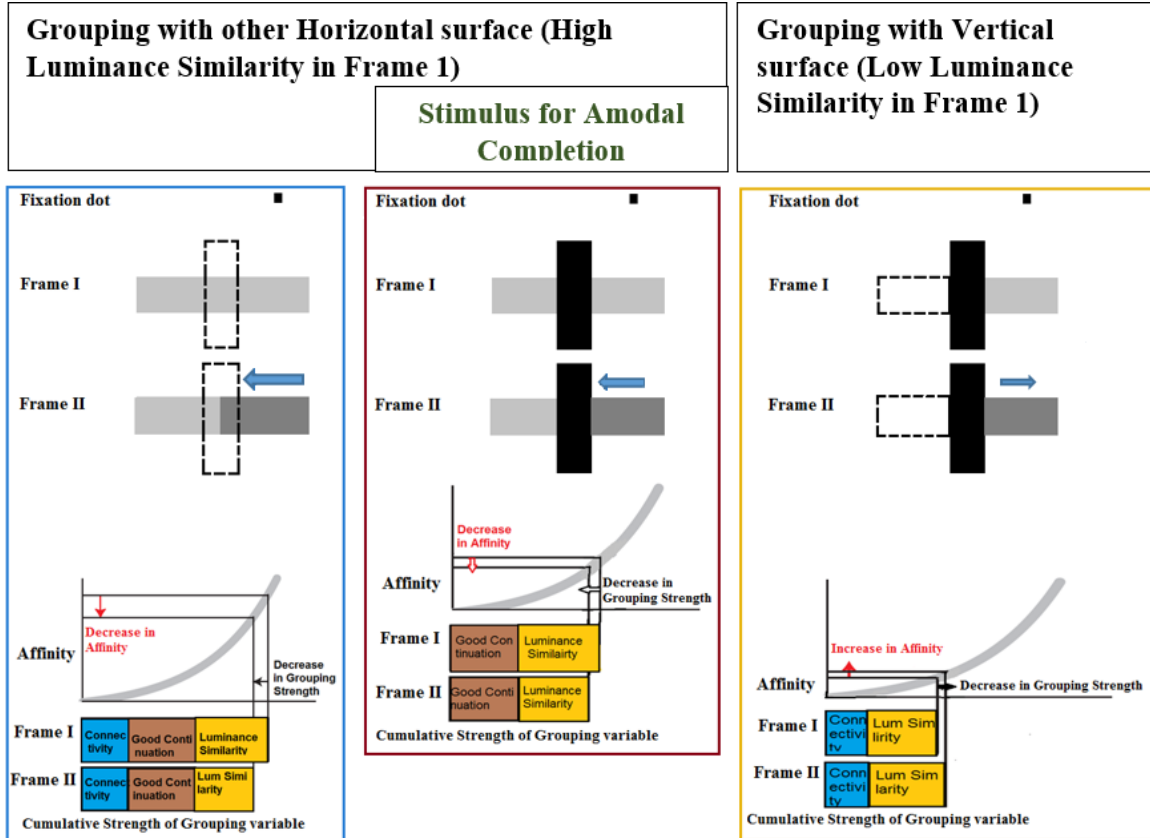 Grouping with other Horizontal surface (High
Luminance Similarity in Frame 1)
Stimulus for Amodal
Completion
Grouping with Vertical
surface (Low Luminance
Similarity in Frame 1)
Fixation dot
Frame I
Frame II
Decrease in
Affinity
Affinity
Decrease
in Grouping
Strength
Frame I
Connec
tivity
Good Conti
nuation
Luminance
Similarity
Frame II
Connec
tivity
Good Cont
inuation
Lum Simi
larity
Cumulative Strength of Grouping variable
Fixation dot
Frame I
Frame II
Decrease
in Affinity
Affinity
Decrease in
Grouping Strength
Frame I
Good Con
tinuation
Luminance
Similairty
Frame II
Good Conti
nuation
Luminance
Similarity
Cumulative Strength of Grouping variable
Fixation dot
Frame I
Frame II
Increase in Affinity
Affinity
Decrease in Grouping Strength
Frame I
Conn
ectivi
ty
Lum Sim
lirity
Frame II
Conn
ectivi
ty
Lum Sim
larity
Cumulative Strength of Grouping variable